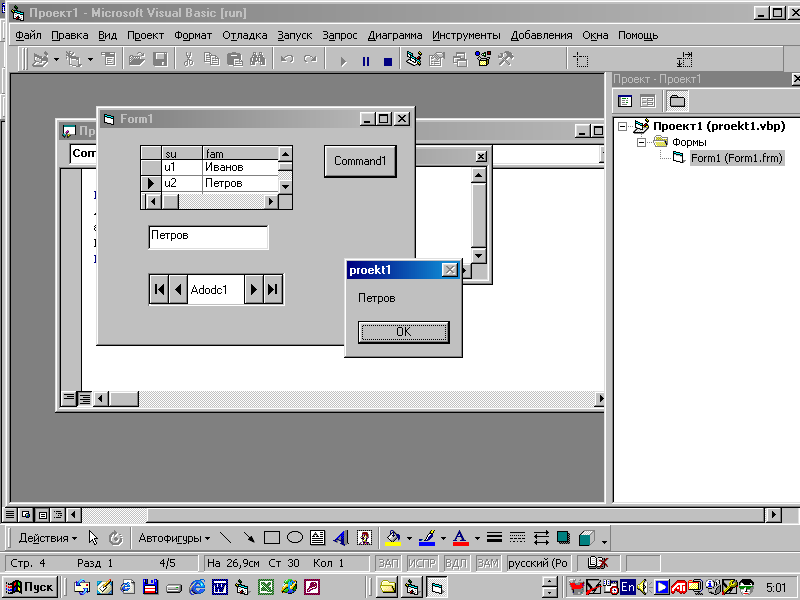 Проект1 - Microsoft Visual Basic [run]
Файл Правка Вид Проект Формат Отладка Запуск Запрос Диаграмма Инструменты Добавления Окна Помощь
Проект - Проект1
Проект1 (proekt1.vbp)
Формы
Form1 (Form1.frm)
Form1
su fam
u1 Иванов
u2 Петров
Command1
Петров
Adodc1
proekt1
Петров
OK
Действия Автофигуры
Стр. 4 Разд 1 4/5 На 26,9см Ст 30 Кол 1 ЗАП ИСПР ВДЛ ЗАМ русский (Ро
Пуск En 5:01